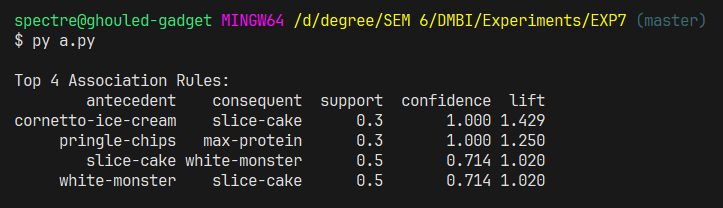 spectre@ghouled-gadget MINGW64 /d/degree/SEM 6/DMBI/Experiments/EXP7 (master)
$ py a.py
Top 4 Association Rules:
antecedent consequent support confidence lift
cornetto-ice-cream slice-cake 0.3 1.000 1.429
pringle-chips max-protein 0.3 1.000 1.250
slice-cake white-monster 0.5 0.714 1.020
white-monster slice-cake 0.5 0.714 1.020